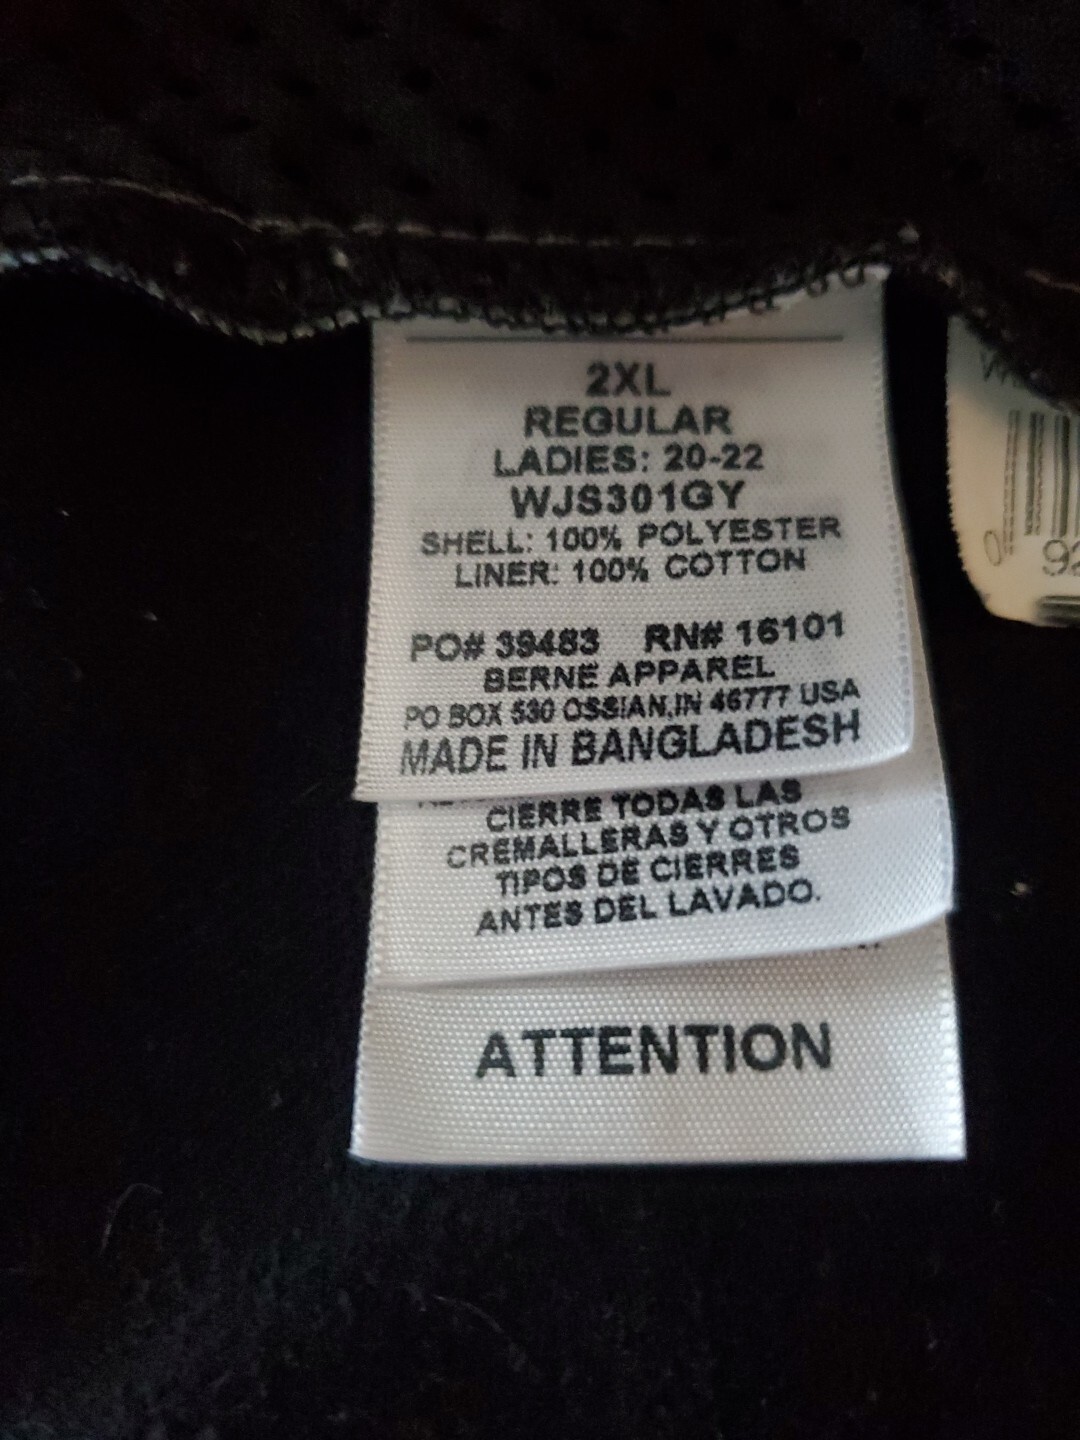 2XL
REGULAR
LADIES: 20-22
WJS301GY
SHELL: 100% POLYESTER
LINER: 100% COTTON
PO# 39483 RN# 16101
BERNE APPAREL
PO BOX 530 OSSIAN,IN 46777 USA
MADE IN BANGLADESH
CIERRE TODAS LAS
CREMALLERAS Y OTROS
TIPOS DE CIERRES
ANTES DEL LAVADO.
ATTENTION
0